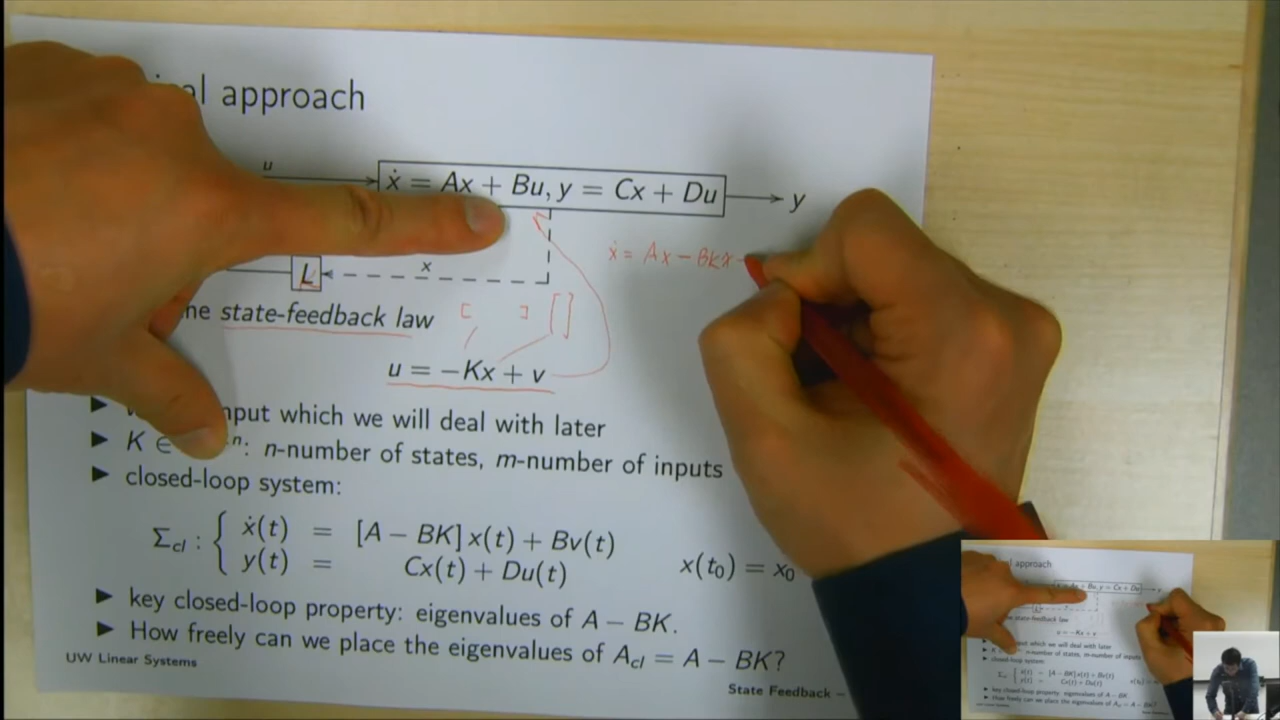 approach
u
ẋ = Ax + Bu, y = Cx + Du
y
ẋ = Ax − BKx
L
x
state-feedback law
[ ] [ ]
u = −Kx + v
input which we will deal with later
K ∈ n: n-number of states, m-number of inputs
closed-loop system:
Σcl : { ẋ(t) = [A − BK] x(t) + Bv(t)
y(t) = Cx(t) + Du(t) x(t0) = x0
key closed-loop property: eigenvalues of A − BK.
How freely can we place the eigenvalues of Acl = A − BK?
UW Linear Systems
State Feedback –